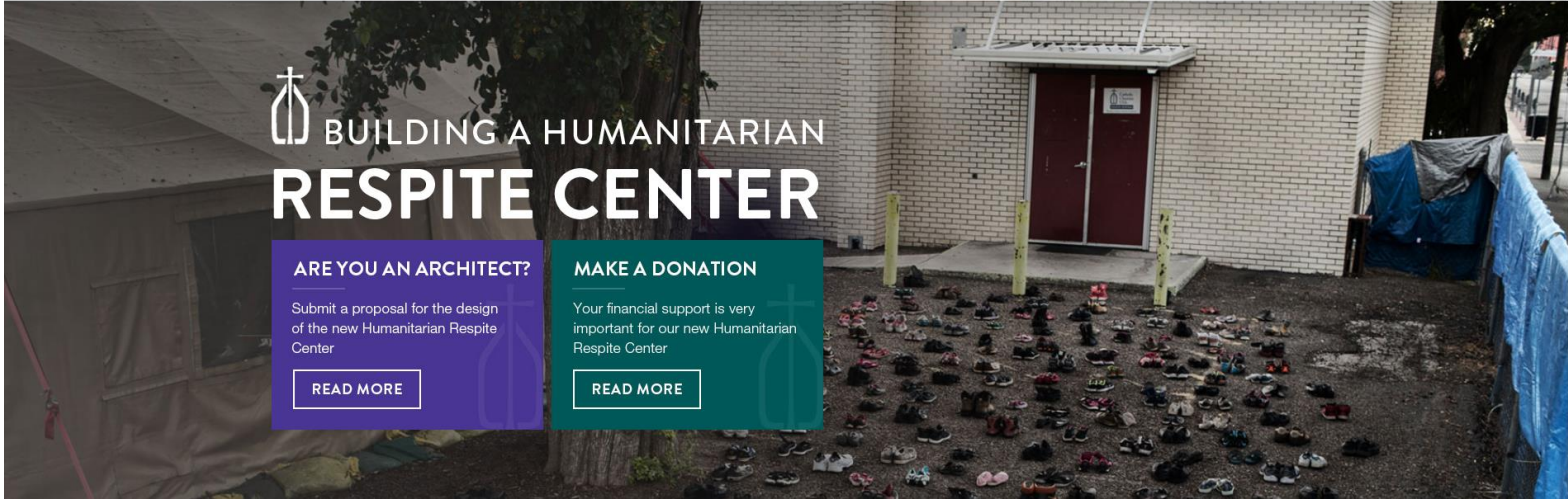 BUILDING A HUMANITARIAN
RESPITE CENTER
ARE YOU AN ARCHITECT?
Submit a proposal for the design
of the new Humanitarian Respite
Center
READ MORE
MAKE A DONATION
Your financial support is very
important for our new Humanitarian
Respite Center
READ MORE